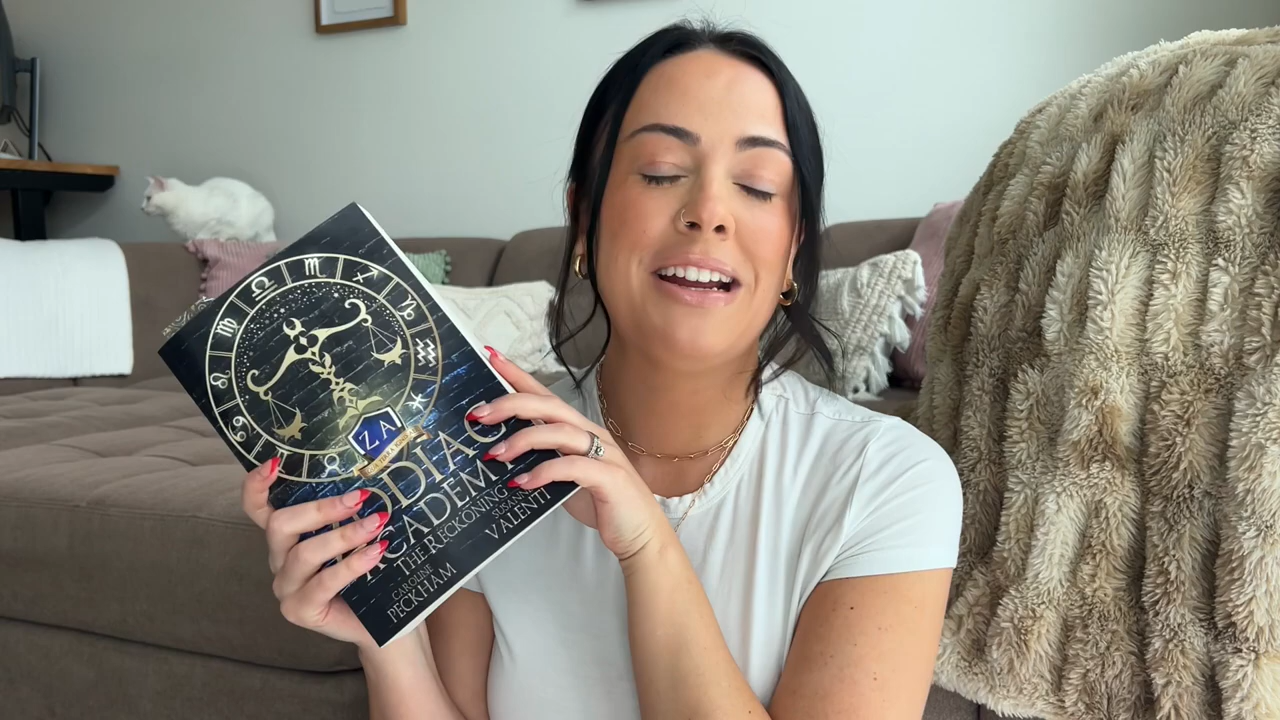 ZA
ZODIAC
ACADEMY
THE RECKONING
CAROLINE
PECKHAM
SUSANNE
VALENTI